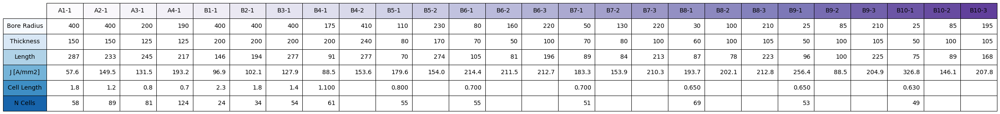 A1-1 A2-1 A3-1 A4-1 B1-1 B2-1 B3-1 B4-1 B4-2 B5-1 B5-2 B6-1 B6-2 B6-3 B7-1 B7-2 B7-3 B8-1 B8-2 B8-3 B9-1 B9-2 B9-3 B10-1 B10-2 B10-3
Bore Radius 400 400 200 190 400 400 400 175 410 110 230 80 160 220 50 130 220 30 100 210 25 85 210 25 85 195
Thickness 150 150 125 125 200 200 200 200 240 80 170 70 50 100 70 80 100 60 100 105 50 100 105 50 100 105
Length 287 233 245 217 146 194 277 91 277 70 274 105 81 196 89 84 213 87 78 223 96 100 225 75 89 168
J [A/mm2] 57.6 149.5 131.5 193.2 96.9 102.1 127.9 88.5 153.6 179.6 154.0 214.4 211.5 212.7 183.3 153.9 210.3 193.7 202.1 212.8 256.4 88.5 204.9 326.8 146.1 207.8
Cell Length 1.8 1.2 0.8 0.7 2.3 1.8 1.4 1.100 0.800 0.700 0.700 0.650 0.650 0.630
N Cells 58 89 81 124 24 34 54 61 55 55 51 69 53 49